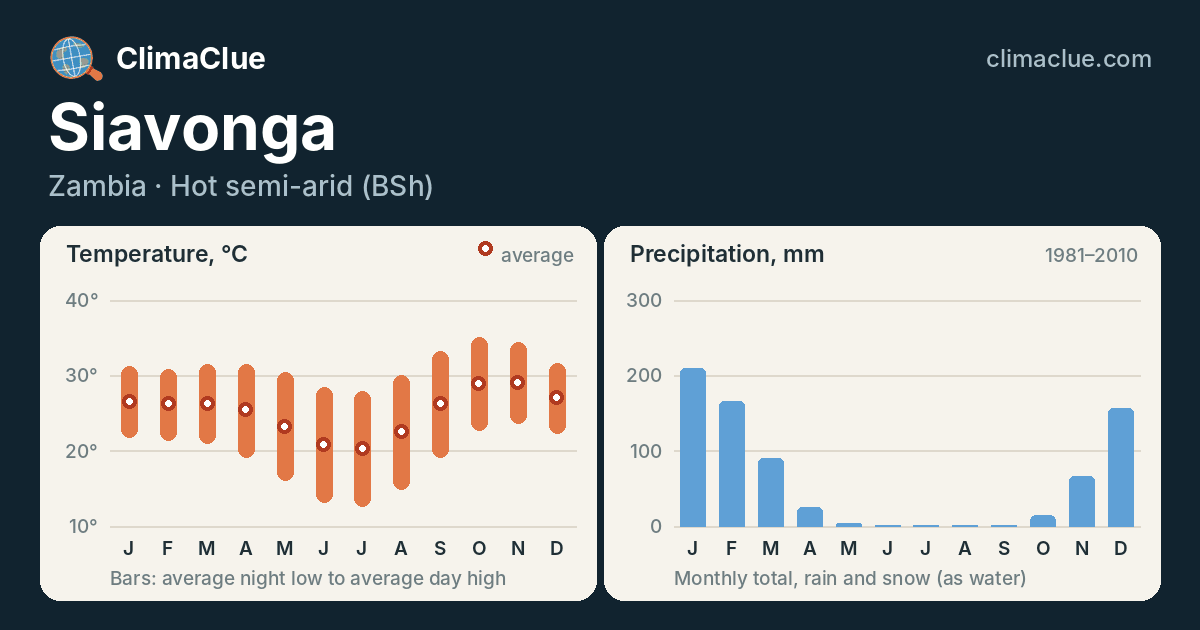 ClimaClue
climaclue.com
Siavonga
Zambia · Hot semi-arid (BSh)
Temperature, °C
average
40°
30°
20°
10°
J F M A M J J A S O N D
Bars: average night low to average day high
Precipitation, mm
1981–2010
300
200
100
0
J F M A M J J A S O N D
Monthly total, rain and snow (as water)